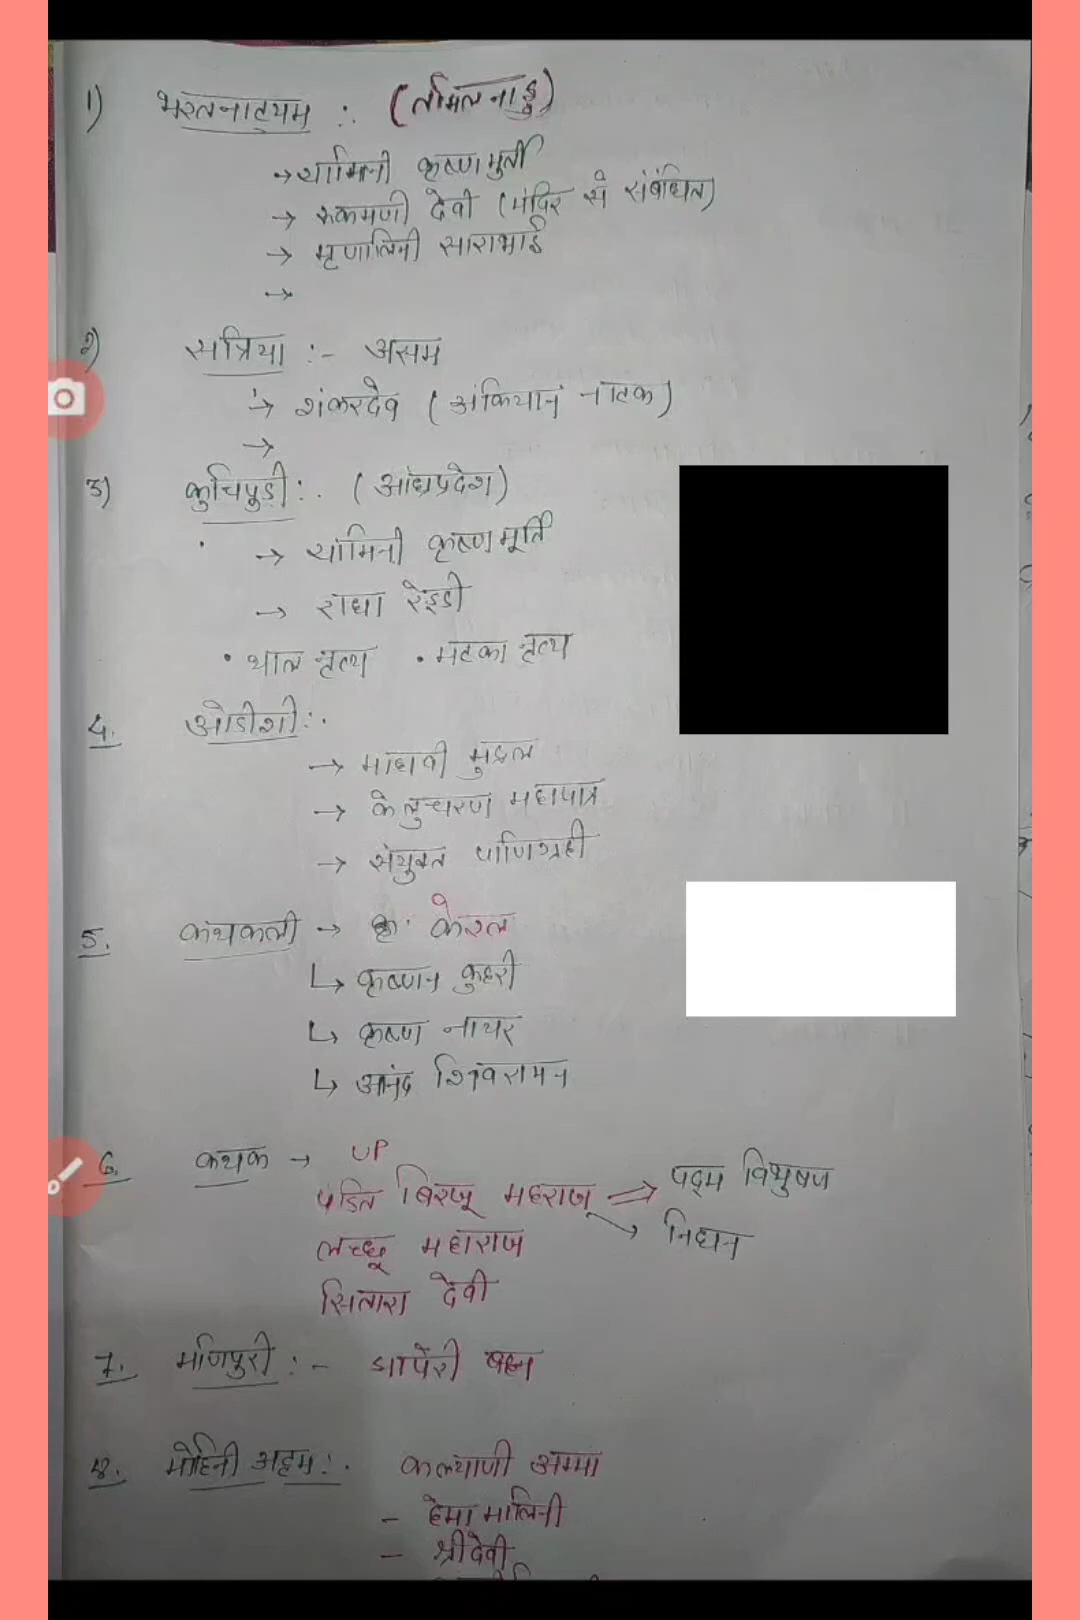 1) भरतनाट्यम :. (तमिलनाडु)
→ यामिनी कृष्णमुर्ती
→ रुकमणी देवी (मंदिर से संबंधित)
→ मृणालिनी साराभाई
→
2) सत्रिया :- असम
→ शंकरदेव (अंकियानं नाटक)
→
3) कुचिपुड़ी :. (आंध्रप्रदेश)
→ यामिनी कृष्णमूर्ति
→ राधा रेड्डी
• थाल नृत्य • मटका नृत्य
4. ओडीशी :.
→ माधवी मुद्गल
→ केलुचरण महापात्र
→ संयुक्त पाणिग्रही
5. कथकली → केरल
↳ कृष्णन कुट्टी
↳ कृष्ण नायर
↳ आनंद शिवरामन
6. कथक → UP
पंडित बिरजू महराज ⇒ पद्म विभुषण
→ निधन
लच्छू महाराज
सितारा देवी
7. मणिपुरी :-
8. मोहिनी अट्टम :. कल्याणी अम्मा
- हेमामालिनी
- श्रीदेवी